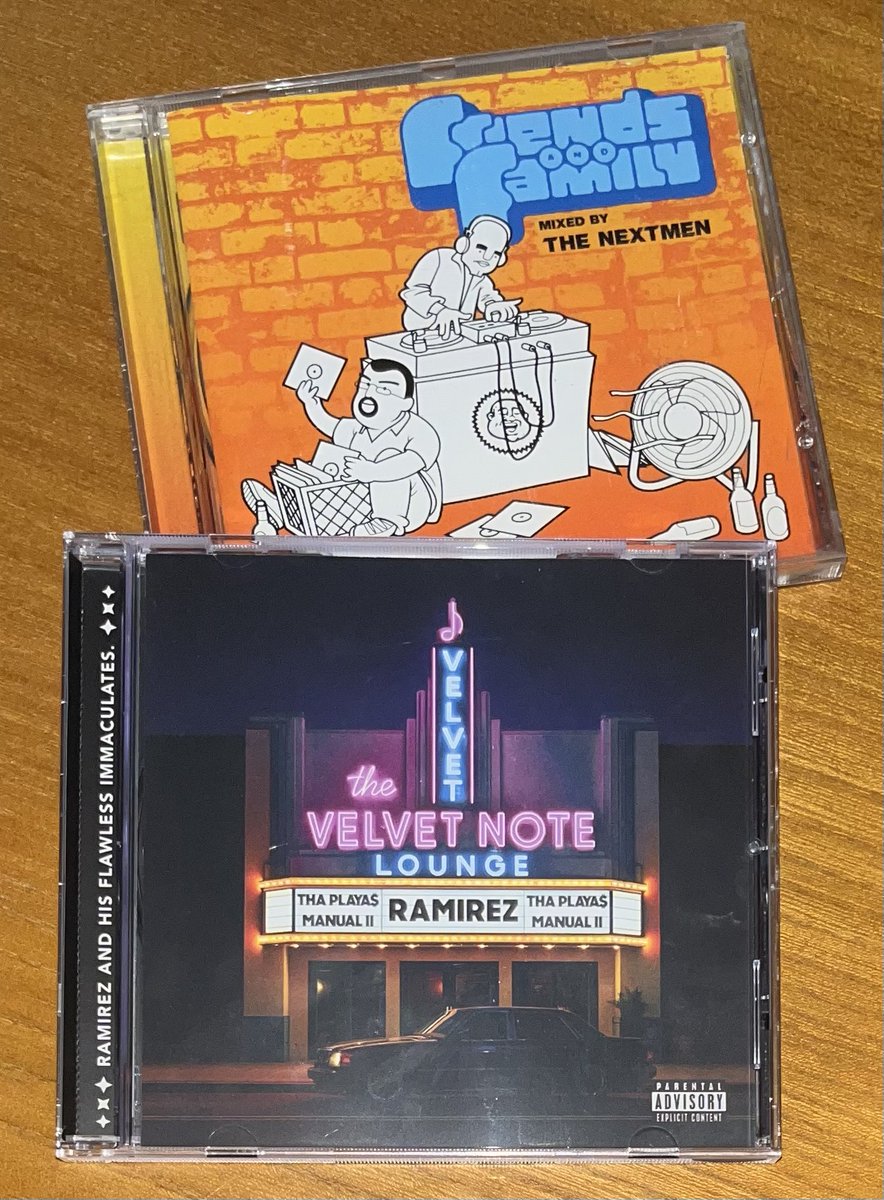 Friends
and
Family
MIXED BY
THE NEXTMEN
RAMIREZ AND HIS FLAWLESS IMMACULATES.
VELVET
the
VELVET NOTE
LOUNGE
THA PLAYA$
MANUAL II
RAMIREZ
THA PLAYA$
MANUAL II
PARENTAL
ADVISORY
EXPLICIT CONTENT